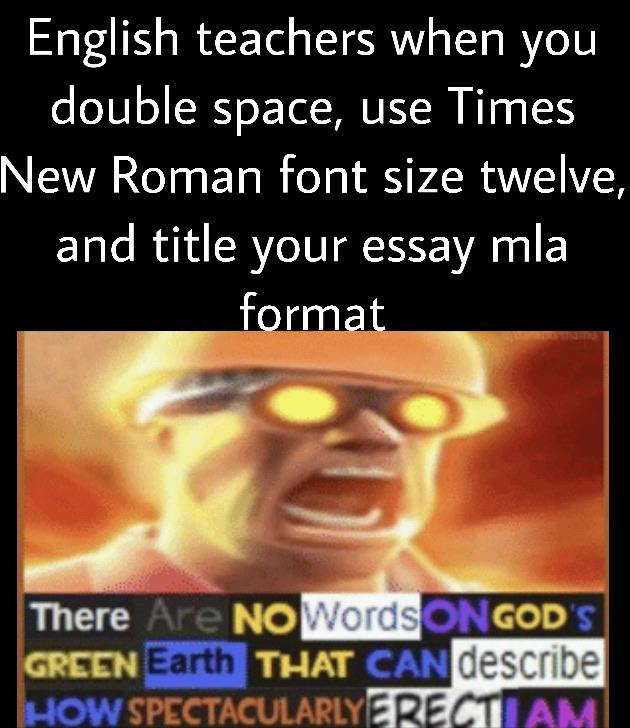 English teachers when you
double space, use Times
New Roman font size twelve,
and title your essay mla
format
There Are NO Words ON GOD'S
GREEN Earth THAT CAN describe
HOW SPECTACULARLY ERECT I AM